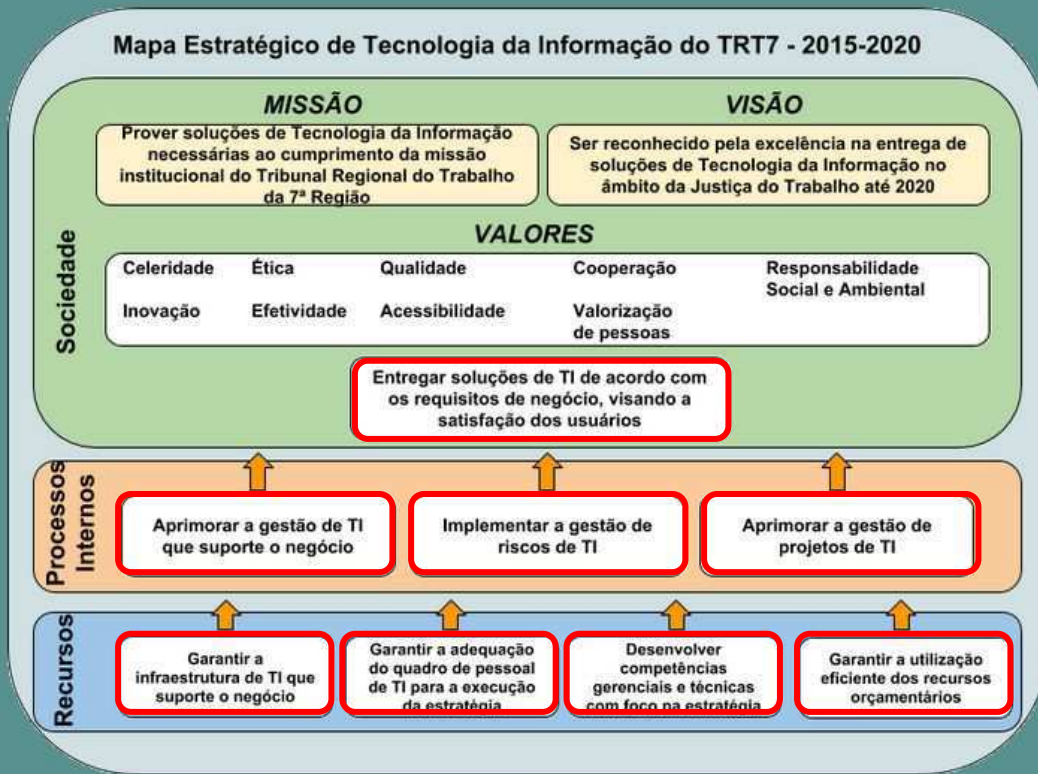 Mapa Estratégico de Tecnologia da Informação do TRT7 - 2015-2020
MISSÃO
Prover soluções de Tecnologia da Informação
necessárias ao cumprimento da missão
institucional do Tribunal Regional do Trabalho
da 7ª Região
VISÃO
Ser reconhecido pela excelência na entrega de
soluções de Tecnologia da Informação no
âmbito da Justiça do Trabalho até 2020
Sociedade
VALORES
Celeridade
Ética
Qualidade
Cooperação
Responsabilidade
Social e Ambiental
Inovação
Efetividade
Acessibilidade
Valorização
de pessoas
Entregar soluções de TI de acordo com
os requisitos de negócio, visando a
satisfação dos usuários
Processos
Internos
Aprimorar a gestão de TI
que suporte o negócio
Implementar a gestão de
riscos de TI
Aprimorar a gestão de
projetos de TI
Recursos
Garantir a
infraestrutura de TI que
suporte o negócio
Garantir a adequação
do quadro de pessoal
de TI para a execução
da estratégia
Desenvolver
competências
gerenciais e técnicas
com foco na estratégia
Garantir a utilização
eficiente dos recursos
orçamentários